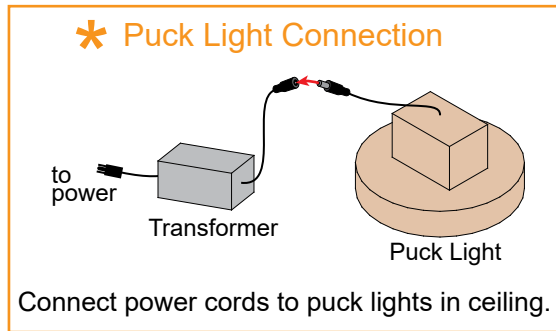 * Puck Light Connection
to
power
Transformer
Puck Light
Connect power cords to puck lights in ceiling.